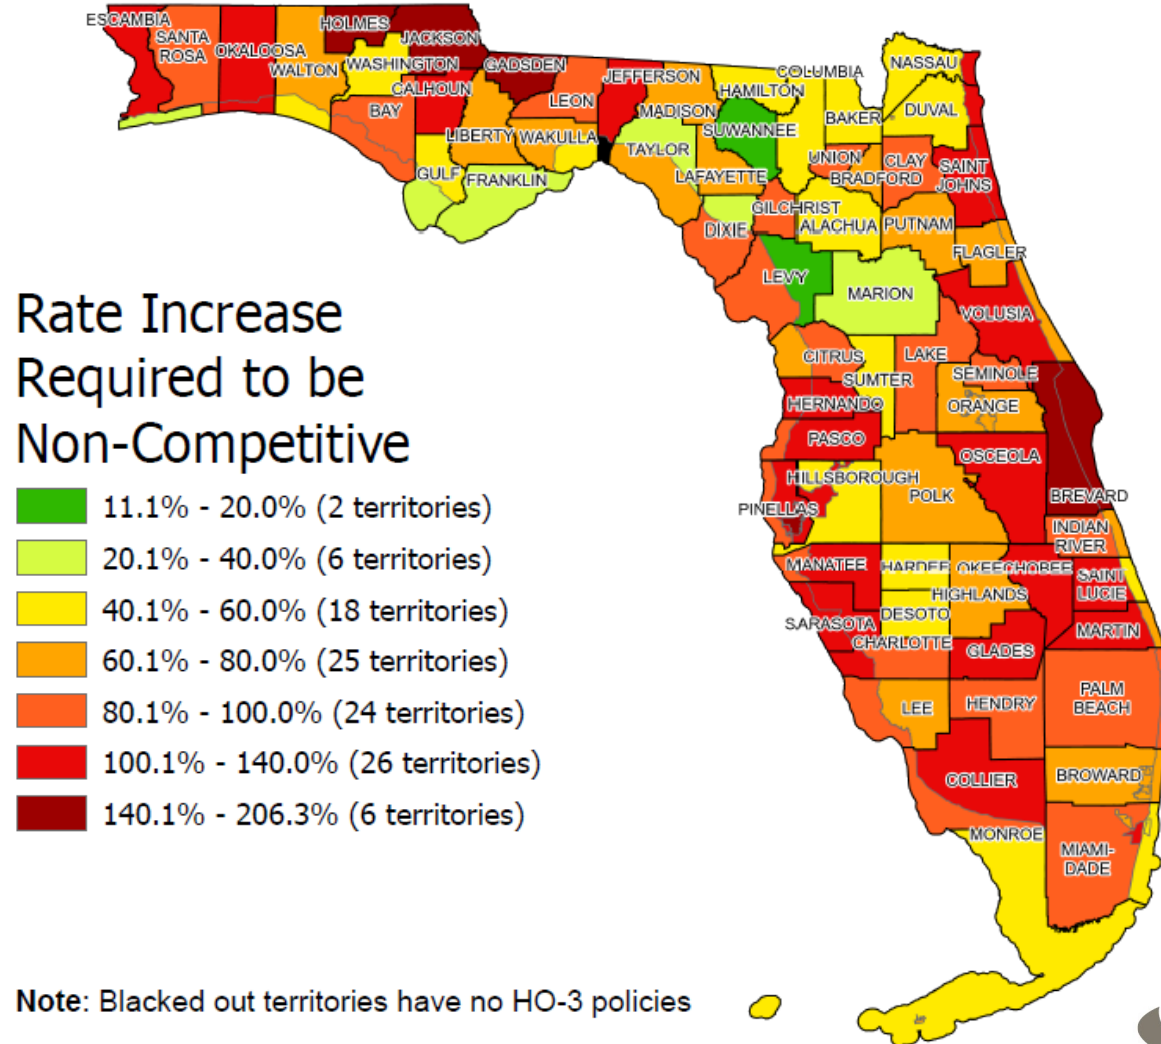 ESCAMBIA
SANTA
ROSA
OKALOOSA
WALTON
HOLMES
WASHINGTON
JACKSON
CALHOUN
BAY
GADSDEN
LEON
LIBERTY
WAKULLA
GULF
FRANKLIN
JEFFERSON
MADISON
TAYLOR
HAMILTON
SUWANNEE
LAFAYETTE
COLUMBIA
BAKER
NASSAU
DUVAL
UNION
BRADFORD
CLAY
SAINT
JOHNS
DIXIE
GILCHRIST
ALACHUA
PUTNAM
FLAGLER
LEVY
MARION
VOLUSIA
CITRUS
LAKE
SUMTER
SEMINOLE
HERNANDO
ORANGE
PASCO
OSCEOLA
HILLSBOROUGH
POLK
BREVARD
PINELLAS
INDIAN
RIVER
MANATEE
HARDEE
OKEECHOBEE
SAINT
LUCIE
HIGHLANDS
SARASOTA
DESOTO
MARTIN
CHARLOTTE
GLADES
LEE
HENDRY
PALM
BEACH
COLLIER
BROWARD
MONROE
MIAMI-
DADE
Rate Increase
Required to be
Non-Competitive
11.1% - 20.0% (2 territories)
20.1% - 40.0% (6 territories)
40.1% - 60.0% (18 territories)
60.1% - 80.0% (25 territories)
80.1% - 100.0% (24 territories)
100.1% - 140.0% (26 territories)
140.1% - 206.3% (6 territories)
Note: Blacked out territories have no HO-3 policies